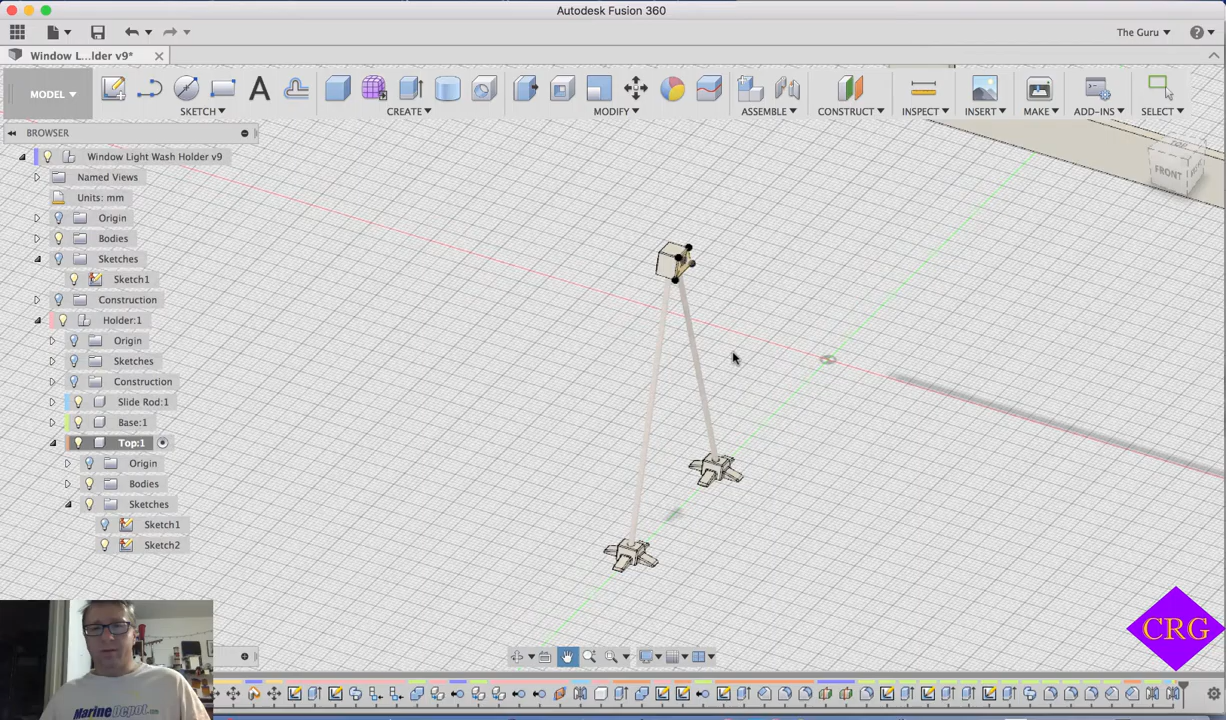 Autodesk Fusion 360
The Guru
Window L...lder v9*
MODEL
SKETCH
CREATE
MODIFY
ASSEMBLE
CONSTRUCT
INSPECT
INSERT
MAKE
ADD-INS
SELECT
BROWSER
Window Light Wash Holder v9
Named Views
Units: mm
Origin
Bodies
Sketches
Sketch1
Construction
Holder:1
Origin
Sketches
Construction
Slide Rod:1
Base:1
Top:1
Origin
Bodies
Sketches
Sketch1
Sketch2
FRONT
CRG
MarineDepot